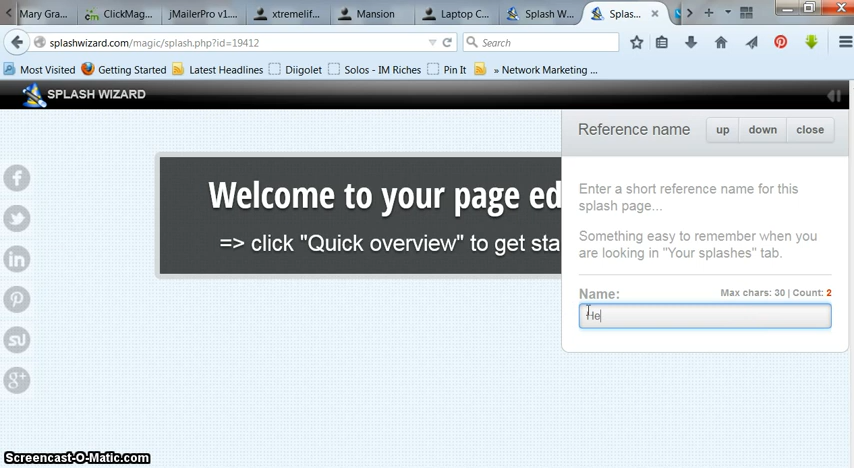 Mary Gra... ClickMag... jMailerPro v1.... xtremelif... Mansion Laptop C... Splash W... Splas...
splashwizard.com/magic/splash.php?id=19412 Search
Most Visited Getting Started Latest Headlines Diigolet Solos - IM Riches Pin It » Network Marketing ...
SPLASH WIZARD
Reference name up down close
Welcome to your page ed
=> click "Quick overview" to get sta
Enter a short reference name for this
splash page...
Something easy to remember when you
are looking in "Your splashes" tab.
Name: Max chars: 30 | Count: 2
He
Screencast-O-Matic.com